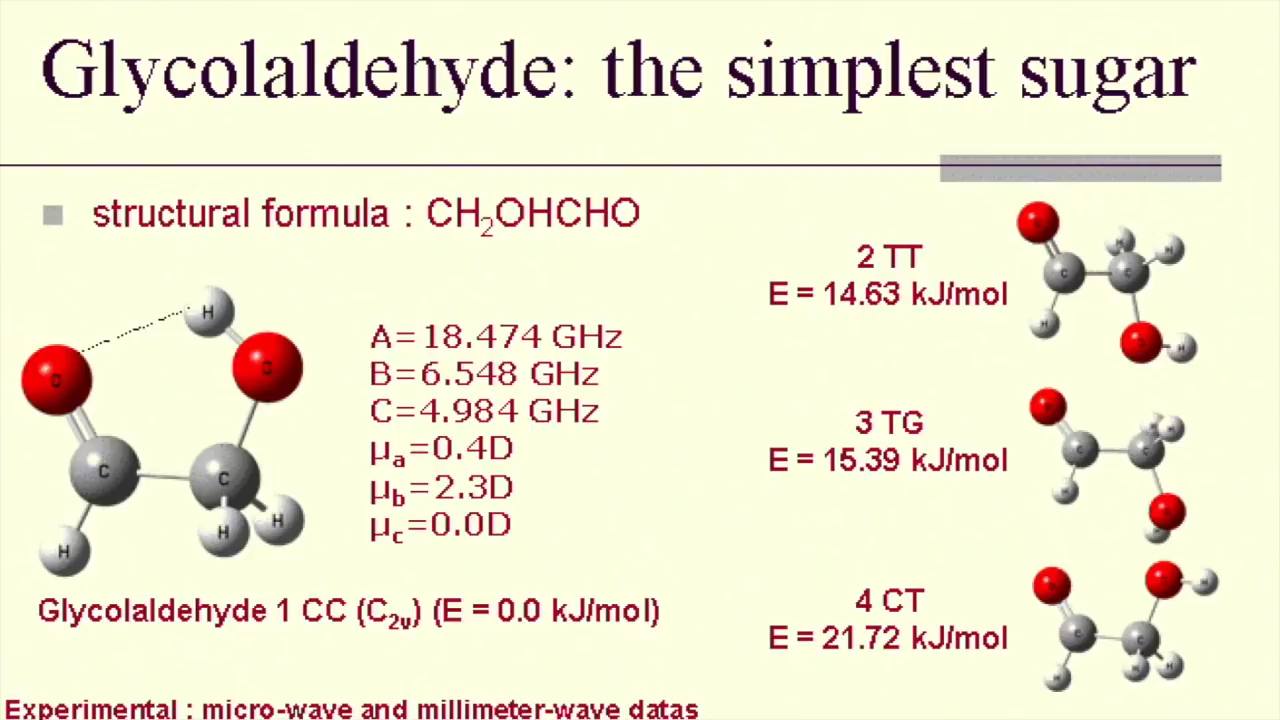 Glycolaldehyde: the simplest sugar
structural formula : CH₂OHCHO
A=18.474 GHz
B=6.548 GHz
C=4.984 GHz
μₐ=0.4D
μb=2.3D
μc=0.0D
Glycolaldehyde 1 CC (C₂ᵥ) (E = 0.0 kJ/mol)
Experimental : micro-wave and millimeter-wave datas
2 TT
E = 14.63 kJ/mol
3 TG
E = 15.39 kJ/mol
4 CT
E = 21.72 kJ/mol
H
O
O
C
C
H
H
H